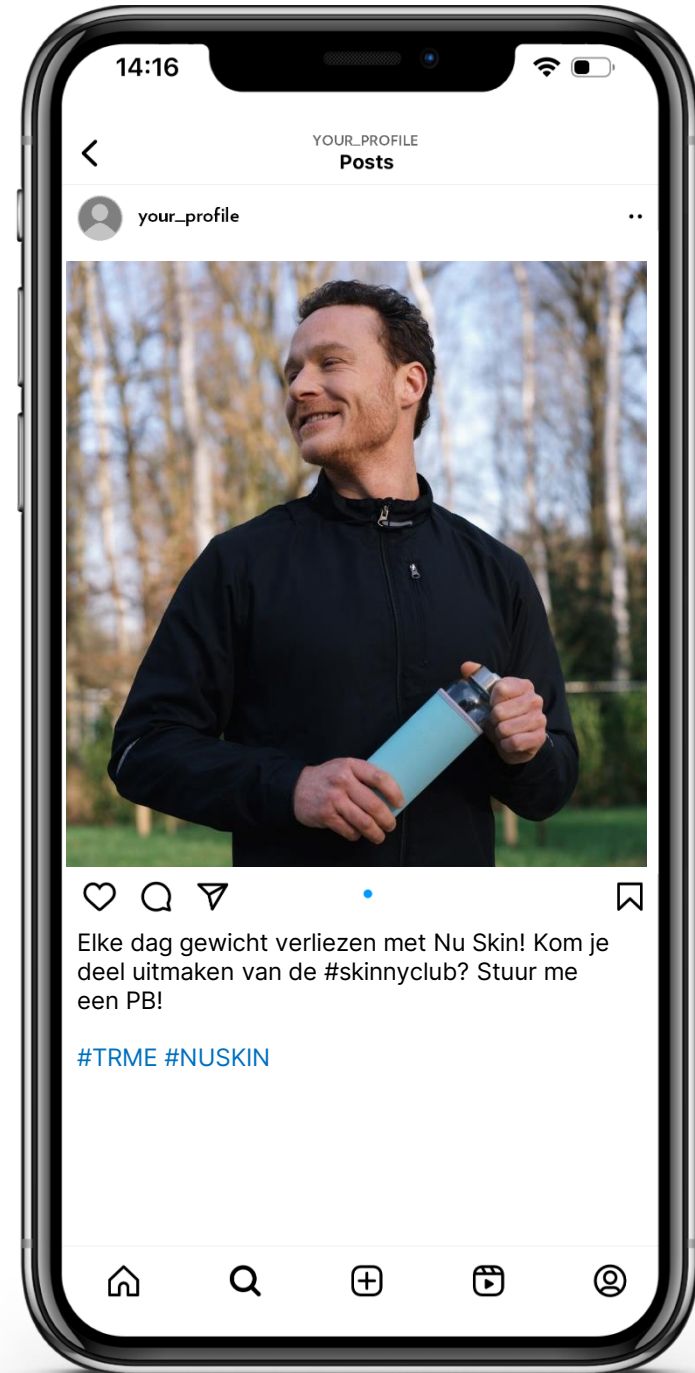 14:16
YOUR_PROFILE
Posts
your_profile
Elke dag gewicht verliezen met Nu Skin! Kom je
deel uitmaken van de #skinnyclub? Stuur me
een PB!
#TRME #NUSKIN